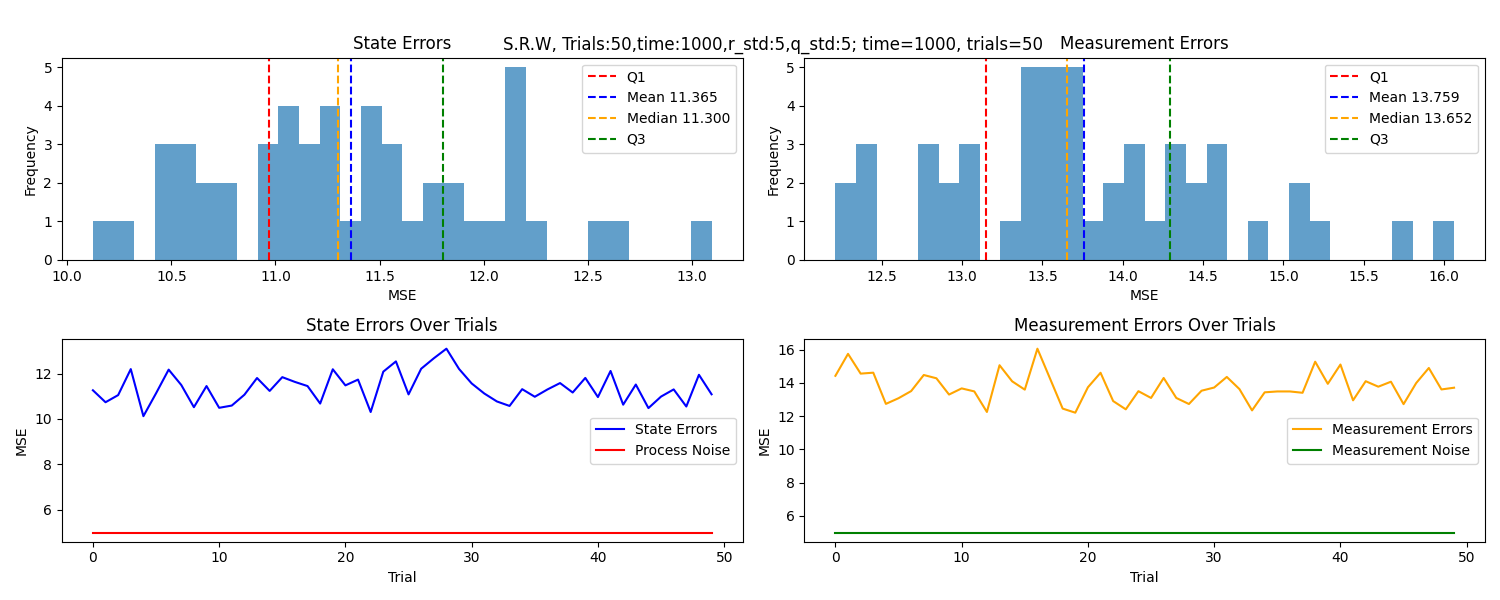 S.R.W, Trials:50,time:1000,r_std:5,q_std:5; time=1000, trials=50
State Errors
Frequency
5
4
3
2
1
0
10.0 10.5 11.0 11.5 12.0 12.5 13.0
MSE
Q1
Mean 11.365
Median 11.300
Q3
Measurement Errors
Frequency
5
4
3
2
1
0
12.5 13.0 13.5 14.0 14.5 15.0 15.5 16.0
MSE
Q1
Mean 13.759
Median 13.652
Q3
State Errors Over Trials
MSE
12
10
8
6
0 10 20 30 40 50
Trial
State Errors
Process Noise
Measurement Errors Over Trials
MSE
16
14
12
10
8
6
0 10 20 30 40 50
Trial
Measurement Errors
Measurement Noise